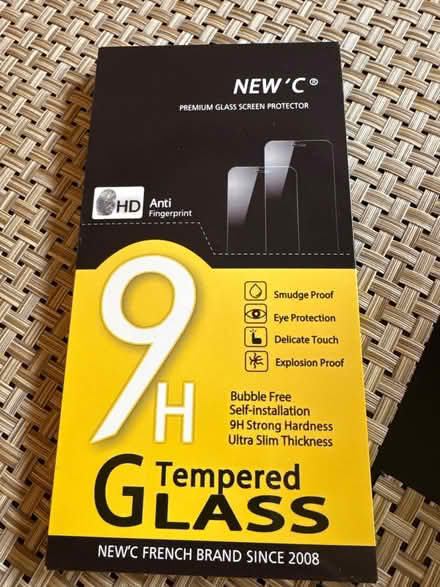 NEW'C®
PREMIUM GLASS SCREEN PROTECTOR
HD
Anti
Fingerprint
9H
Smudge Proof
Eye Protection
Delicate Touch
Explosion Proof
Bubble Free
Self-installation
9H Strong Hardness
Ultra Slim Thickness
Tempered
GLASS
NEW'C FRENCH BRAND SINCE 2008